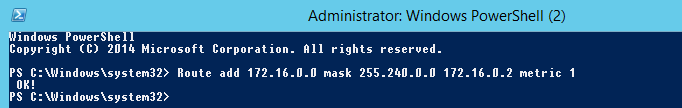 Administrator: Windows PowerShell (2)
Windows PowerShell
Copyright (C) 2014 Microsoft Corporation. All rights reserved.
PS C:\Windows\system32> Route add 172.16.0.0 mask 255.240.0.0 172.16.0.2 metric 1
OK!
PS C:\Windows\system32>